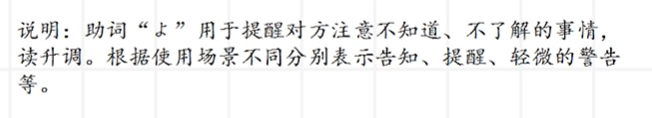 说明：助词“よ”用于提醒对方注意不知道、不了解的事情，
读升调。根据使用场景不同分别表示告知、提醒、轻微的警告
等。